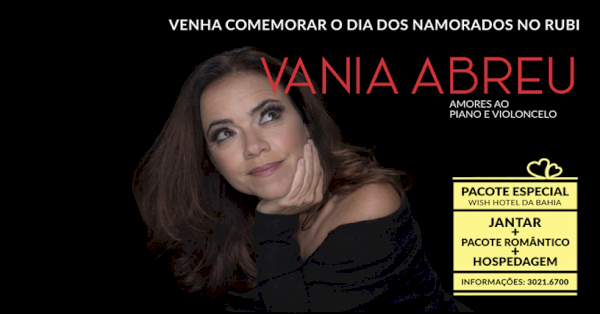 VENHA COMEMORAR O DIA DOS NAMORADOS NO RUBI
VANIA ABREU
AMORES AO
PIANO E VIOLONCELO
PACOTE ESPECIAL
WISH HOTEL DA BAHIA
JANTAR
+
PACOTE ROMÂNTICO
+
HOSPEDAGEM
INFORMAÇÕES: 3021.6700